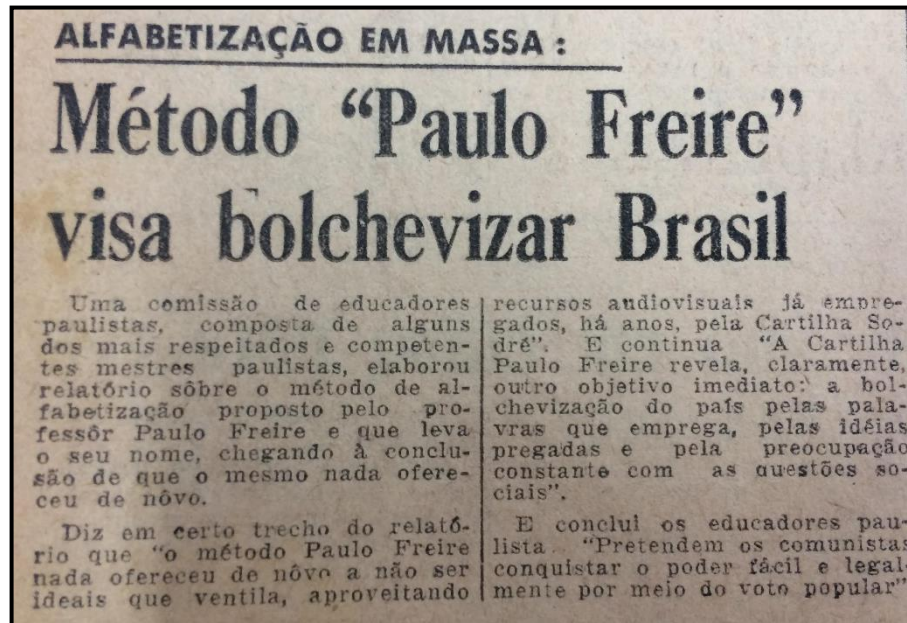 ALFABETIZAÇÃO EM MASSA :
Método “Paulo Freire”
visa bolchevizar Brasil
Uma comissão de educadores
paulistas, composta de alguns
dos mais respeitados e competen-
tes mestres paulistas, elaborou
relatório sôbre o método de al-
fabetização proposto pelo pro-
fessôr Paulo Freire e que leva
o seu nome, chegando à conclu-
são de que o mesmo nada ofere-
ceu de nôvo.
Diz em certo trecho do relató-
rio que "o método Paulo Freire
nada ofereceu de nôvo a não ser
ideais que ventila, aproveitando
recursos audiovisuais já empre-
gados, há anos, pela Cartilha So-
dré". E continua "A Cartilha
Paulo Freire revela, claramente,
outro objetivo imediato: a bol-
chevização do país pelas pala-
vras que emprega, pelas idéias
pregadas e pela preocupação
constante com as questões so-
ciais".
E conclui os educadores pau-
lista "Pretendem os comunistas
conquistar o poder fácil e legal-
mente por meio do voto popular"